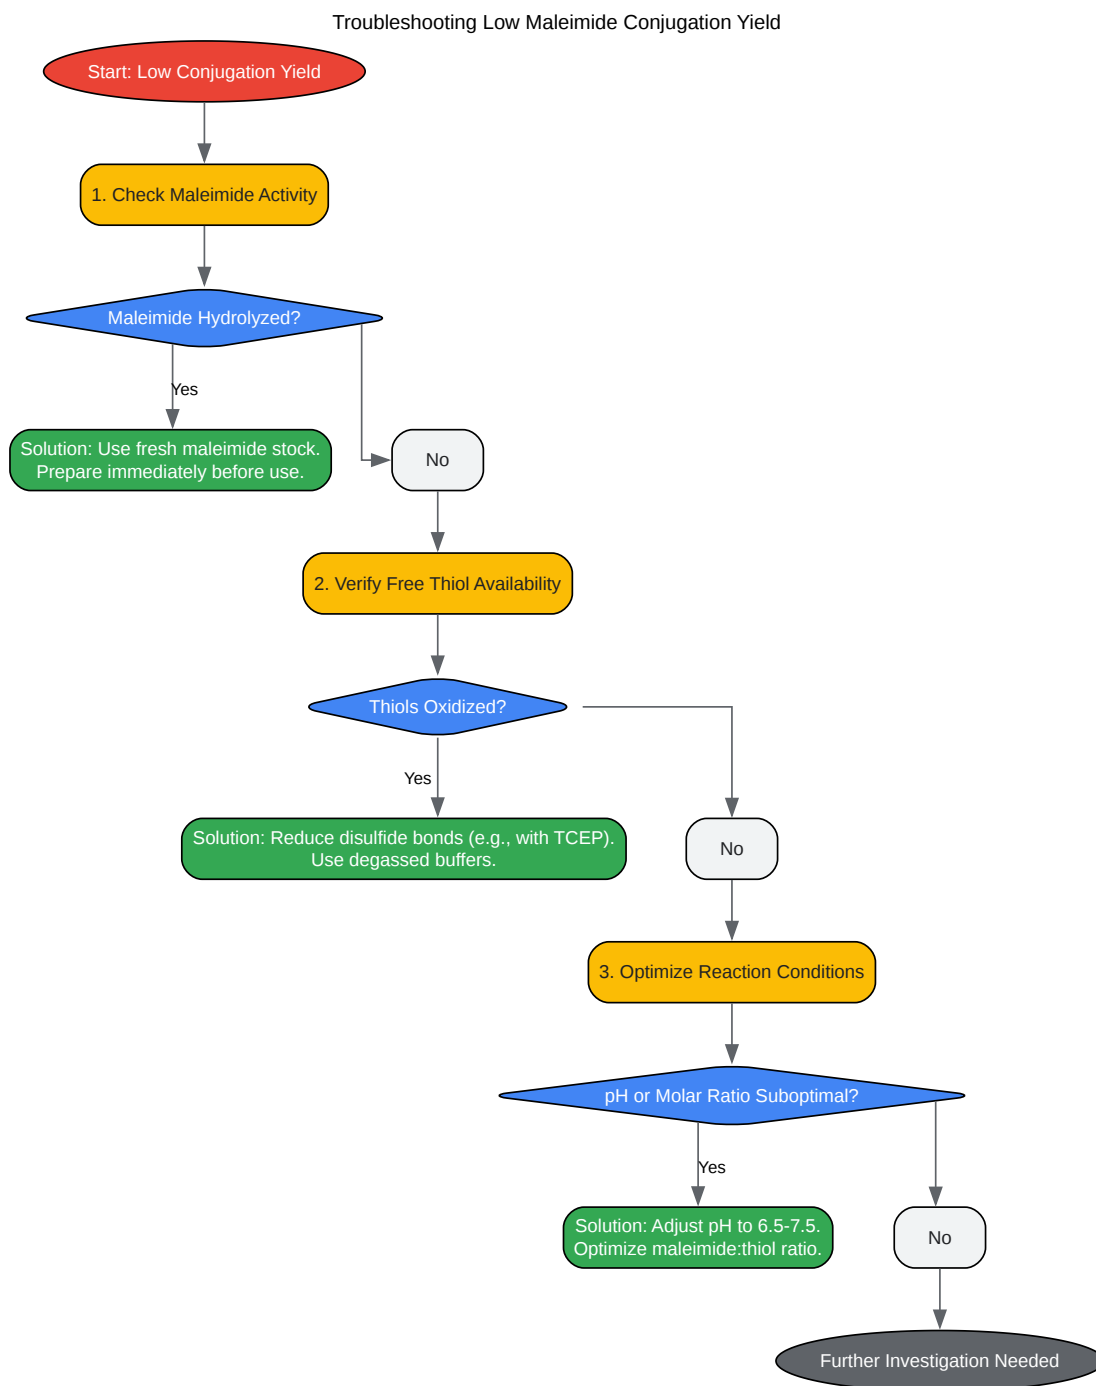 Troubleshooting Low Maleimide Conjugation Yield
Start: Low Conjugation Yield
1. Check Maleimide Activity
Maleimide Hydrolyzed?
Yes
Solution: Use fresh maleimide stock.
Prepare immediately before use.
No
2. Verify Free Thiol Availability
Thiols Oxidized?
Yes
Solution: Reduce disulfide bonds (e.g., with TCEP).
Use degassed buffers.
No
3. Optimize Reaction Conditions
pH or Molar Ratio Suboptimal?
Yes
Solution: Adjust pH to 6.5-7.5.
Optimize maleimide:thiol ratio.
No
Further Investigation Needed